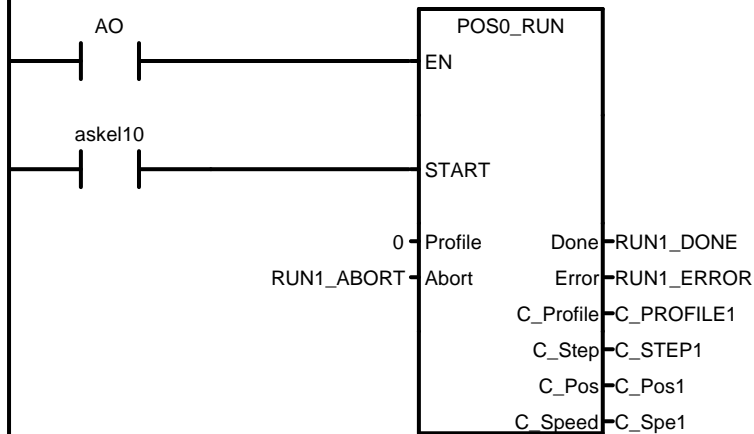 AO POS0_RUN
EN
askel10
START
0 Profile Done RUN1_DONE
RUN1_ABORT Abort Error RUN1_ERROR
C_Profile C_PROFILE1
C_Step C_STEP1
C_Pos C_Pos1
C_Speed C_Spe1